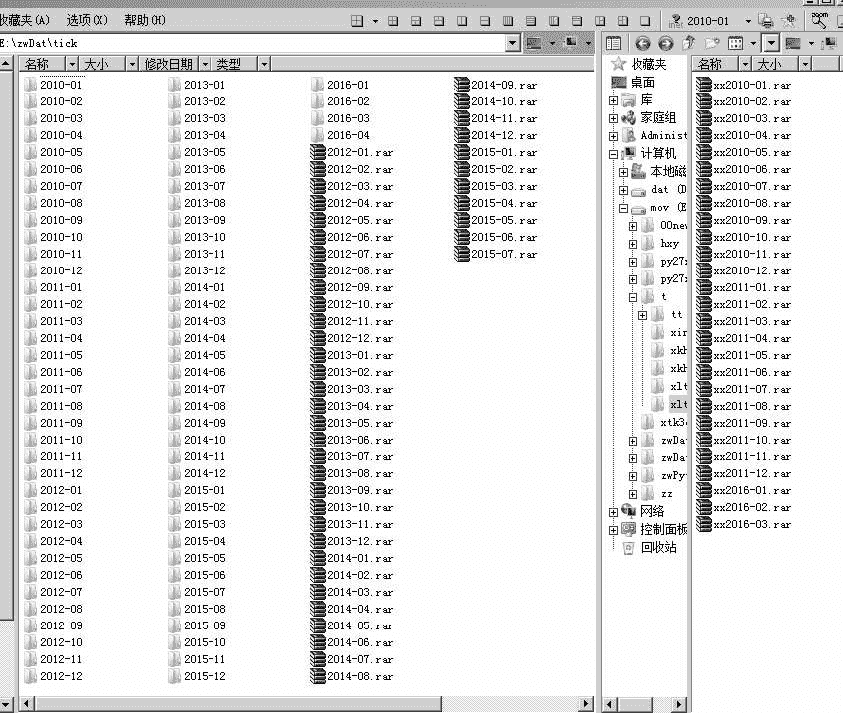 收藏夹(A) 选项(X) 帮助(H) 2010-01 zoom
E:\zwDat\tick
名称 大小 修改日期 类型
2010-01
2010-02
2010-03
2010-04
2010-05
2010-06
2010-07
2010-08
2010-09
2010-10
2010-11
2010-12
2011-01
2011-02
2011-03
2011-04
2011-05
2011-06
2011-07
2011-08
2011-09
2011-10
2011-11
2011-12
2012-01
2012-02
2012-03
2012-04
2012-05
2012-06
2012-07
2012-08
2012-09
2012-10
2012-11
2012-12
2013-01
2013-02
2013-03
2013-04
2013-05
2013-06
2013-07
2013-08
2013-09
2013-10
2013-11
2013-12
2014-01
2014-02
2014-03
2014-04
2014-05
2014-06
2014-07
2014-08
2014-09
2014-10
2014-11
2014-12
2015-01
2015-02
2015-03
2015-04
2015-05
2015-06
2015-07
2015-08
2015-09
2015-10
2015-11
2015-12
2016-01
2016-02
2016-03
2016-04
2012-01.rar
2012-02.rar
2012-03.rar
2012-04.rar
2012-05.rar
2012-06.rar
2012-07.rar
2012-08.rar
2012-09.rar
2012-10.rar
2012-11.rar
2012-12.rar
2013-01.rar
2013-02.rar
2013-03.rar
2013-04.rar
2013-05.rar
2013-06.rar
2013-07.rar
2013-08.rar
2013-09.rar
2013-10.rar
2013-11.rar
2013-12.rar
2014-01.rar
2014-02.rar
2014-03.rar
2014-04.rar
2014-05.rar
2014-06.rar
2014-07.rar
2014-08.rar
2014-09.rar
2014-10.rar
2014-11.rar
2014-12.rar
2015-01.rar
2015-02.rar
2015-03.rar
2015-04.rar
2015-05.rar
2015-06.rar
2015-07.rar
收藏夹
桌面
库
家庭组
Administ
计算机
本地磁
dat (D
mov (E
00new
hxy
py27
py27
t
tt
xin
xkh
xkh
xlt
xlt
xtk3
zwDa
zwDa
zwPy
zz
网络
控制面板
回收站
名称 大小
xx2010-01.rar
xx2010-02.rar
xx2010-03.rar
xx2010-04.rar
xx2010-05.rar
xx2010-06.rar
xx2010-07.rar
xx2010-08.rar
xx2010-09.rar
xx2010-10.rar
xx2010-11.rar
xx2010-12.rar
xx2011-01.rar
xx2011-02.rar
xx2011-03.rar
xx2011-04.rar
xx2011-05.rar
xx2011-06.rar
xx2011-07.rar
xx2011-08.rar
xx2011-09.rar
xx2011-10.rar
xx2011-11.rar
xx2011-12.rar
xx2016-01.rar
xx2016-02.rar
xx2016-03.rar